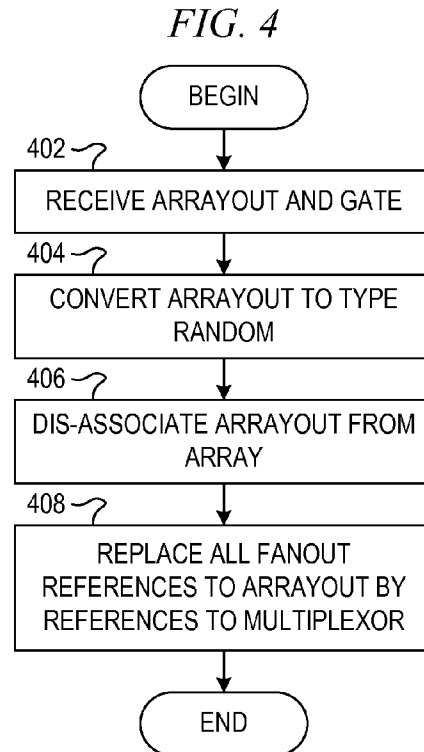 FIG. 4
BEGIN
402
RECEIVE ARRAYOUT AND GATE
404
CONVERT ARRAYOUT TO TYPE
RANDOM
406
DIS-ASSOCIATE ARRAYOUT FROM
ARRAY
408
REPLACE ALL FANOUT
REFERENCES TO ARRAYOUT BY
REFERENCES TO MULTIPLEXOR
END